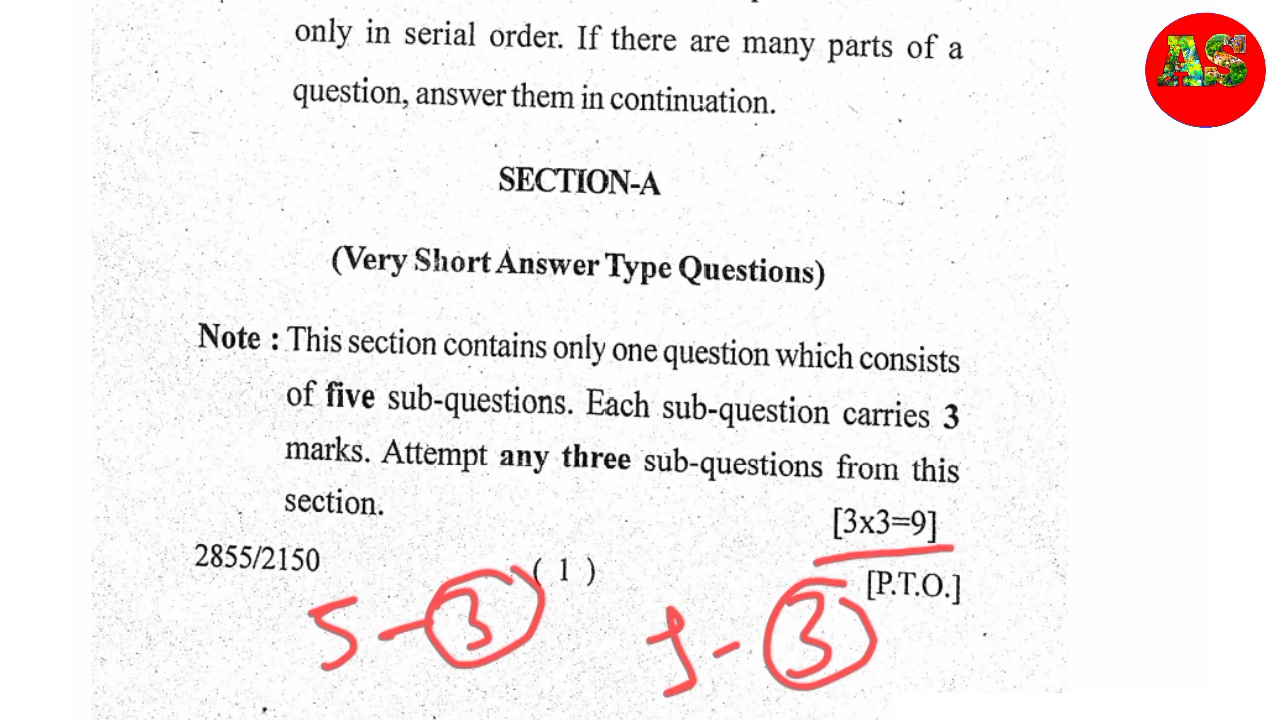 only in serial order. If there are many parts of a
question, answer them in continuation.
SECTION-A
(Very Short Answer Type Questions)
Note : This section contains only one question which consists
of five sub-questions. Each sub-question carries 3
marks. Attempt any three sub-questions from this
section.
[3x3=9]
2855/2150 ( 1 ) [P.T.O.]
5-3
AS